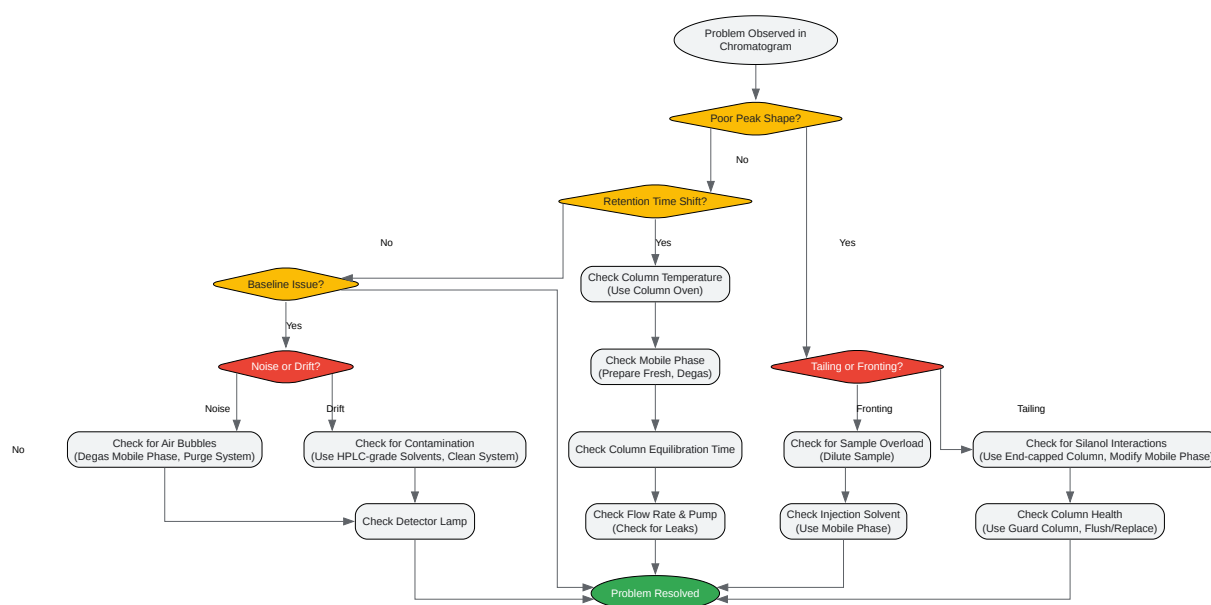 Problem Observed in
Chromatogram
Poor Peak Shape?
No
Retention Time Shift?
No
Yes
Yes
Check Column Temperature
(Use Column Oven)
Baseline Issue?
Yes
Check Mobile Phase
(Prepare Fresh, Degas)
Noise or Drift?
Tailing or Fronting?
Noise
Drift
Fronting
Tailing
No
Check for Air Bubbles
(Degas Mobile Phase, Purge System)
Check for Contamination
(Use HPLC-grade Solvents, Clean System)
Check Column Equilibration Time
Check for Sample Overload
(Dilute Sample)
Check for Silanol Interactions
(Use End-capped Column, Modify Mobile Phase)
Check Detector Lamp
Check Flow Rate & Pump
(Check for Leaks)
Check Injection Solvent
(Use Mobile Phase)
Check Column Health
(Use Guard Column, Flush/Replace)
Problem Resolved